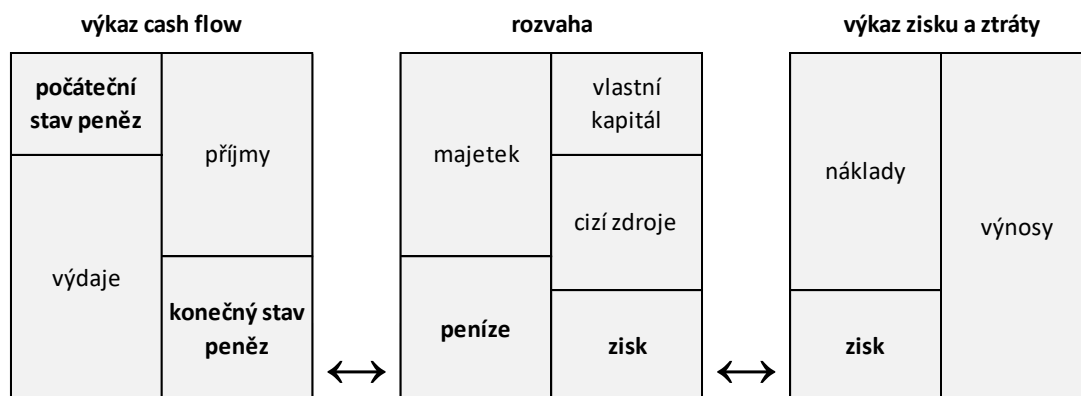 výkaz cash flow
počáteční
stav peněz
výdaje
příjmy
konečný stav
peněz
rozvaha
majetek
peníze
vlastní
kapitál
cizí zdroje
zisk
výkaz zisku a ztráty
náklady
zisk
výnosy